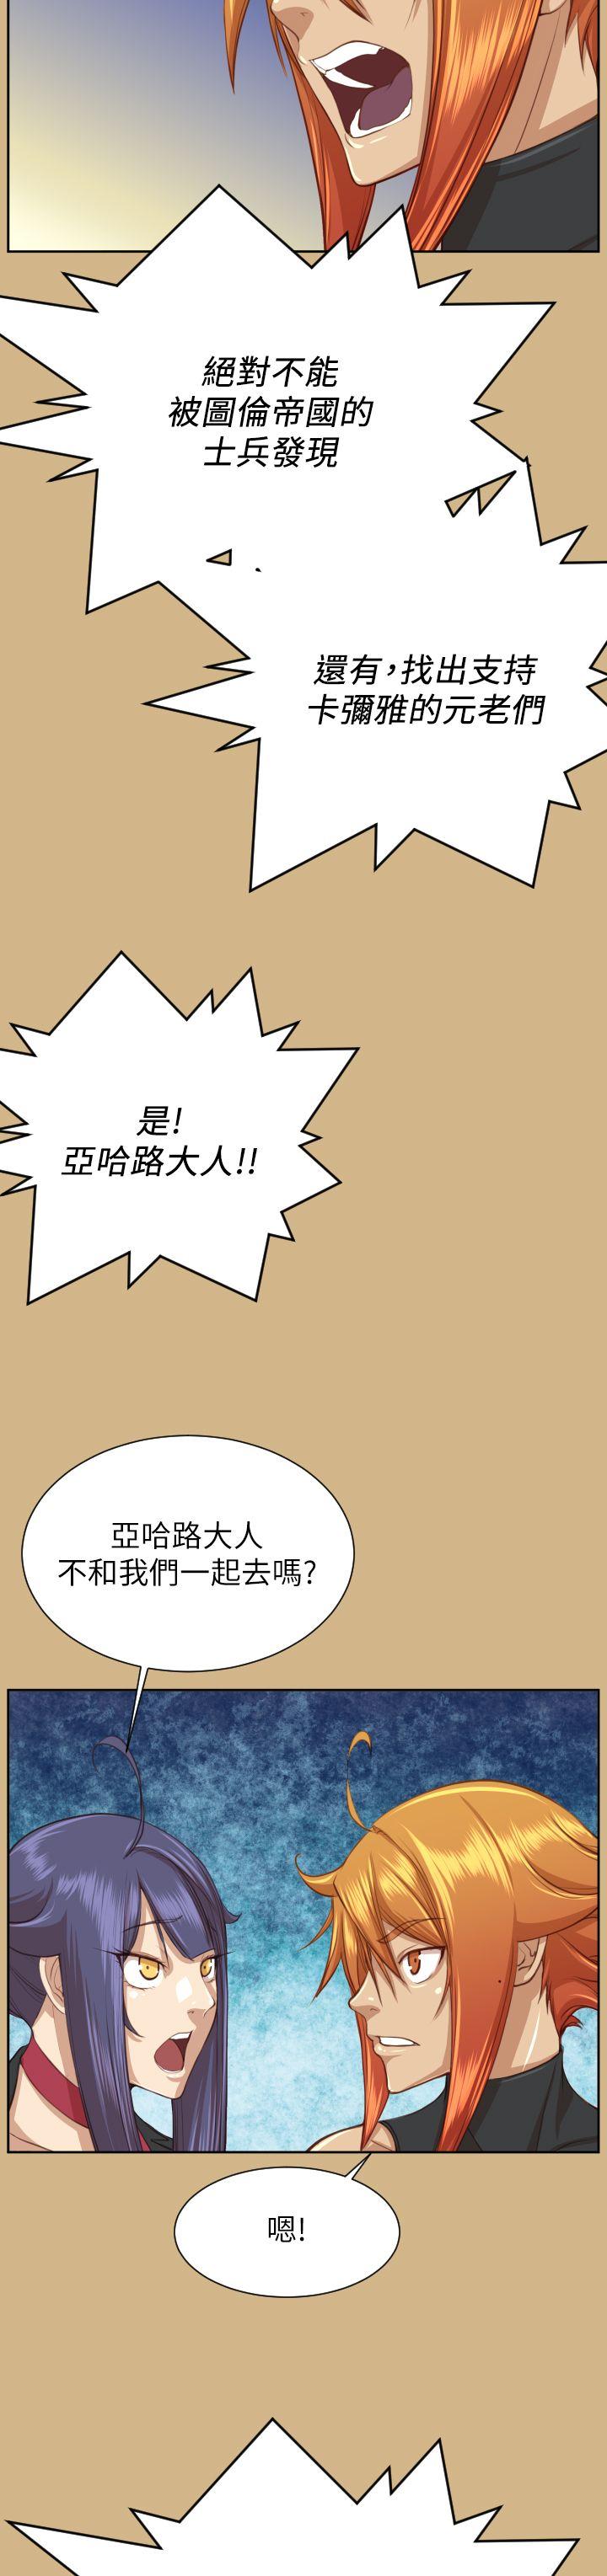 絕對不能
被圖倫帝國的
士兵發現
還有,找出支持
卡彌雅的元老們
是!
亞哈路大人!!
亞哈路大人
不和我們一起去嗎?
嗯!